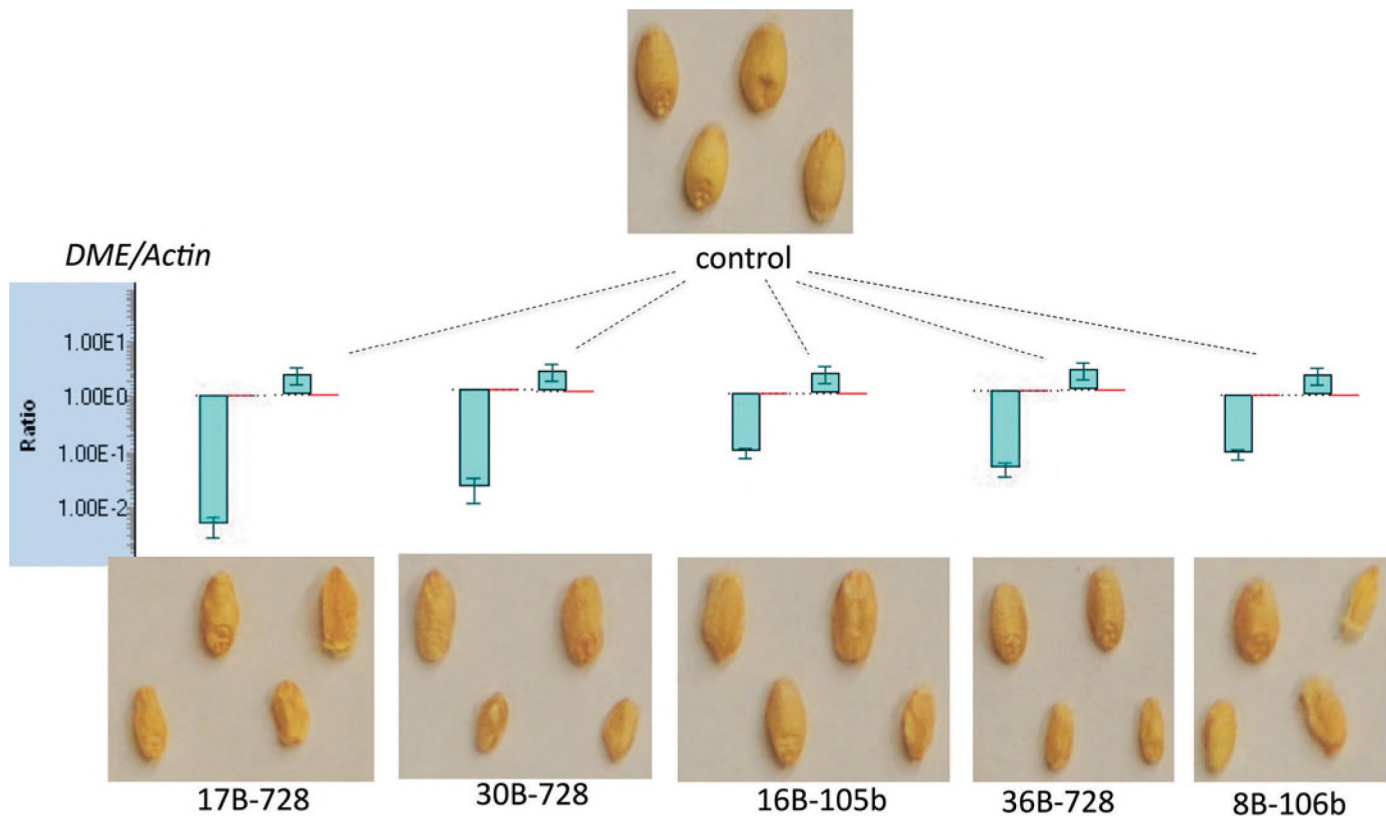 control
DME/Actin
Ratio
1.00E1
1.00E0
1.00E-1
1.00E-2
17B-728
30B-728
16B-105b
36B-728
8B-106b